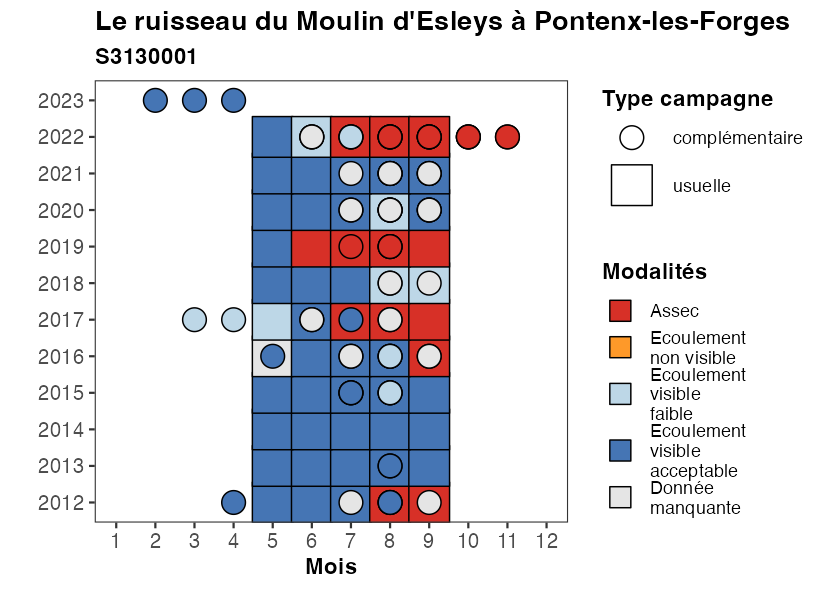 Le ruisseau du Moulin d'Esleys à Pontenx-les-Forges
S3130001
2023
2022
2021
2020
2019
2018
2017
2016
2015
2014
2013
2012
1 2 3 4 5 6 7 8 9 10 11 12
Mois
Type campagne
complémentaire
usuelle
Modalités
Assec
Ecoulement
non visible
Ecoulement
visible
faible
Ecoulement
visible
acceptable
Donnée
manquante